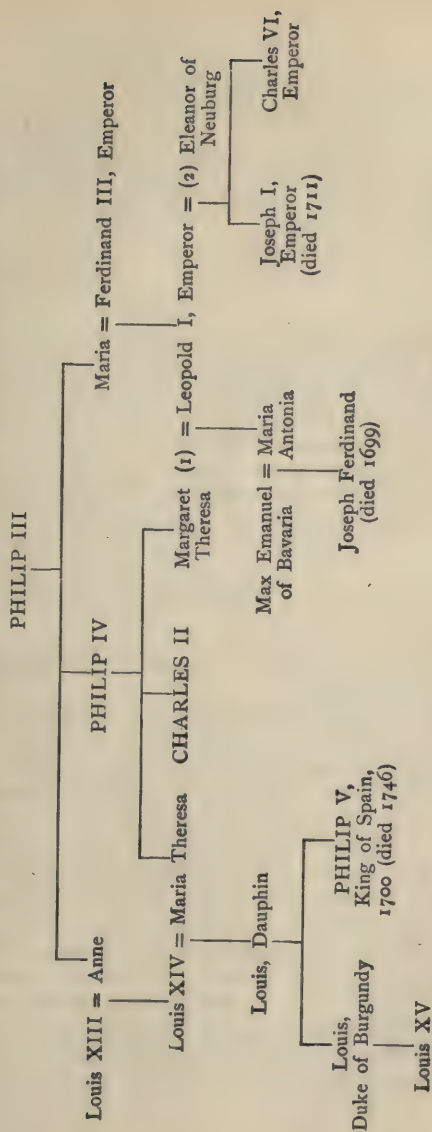 PHILIP III
Louis XIII = Anne
PHILIP IV
Maria = Ferdinand III, Emperor
Louis XIV = Maria Theresa
CHARLES II
Margaret
Theresa
(1) = Leopold I, Emperor = (2) Eleanor of
Neuburg
Louis, Dauphin
Max Emanuel = Maria
of Bavaria
Antonia
Joseph I,
Emperor
(died 1711)
Charles VI,
Emperor
Louis,
Duke of Burgundy
PHILIP V,
King of Spain,
1700 (died 1746)
Joseph Ferdinand
(died 1699)
Louis XV